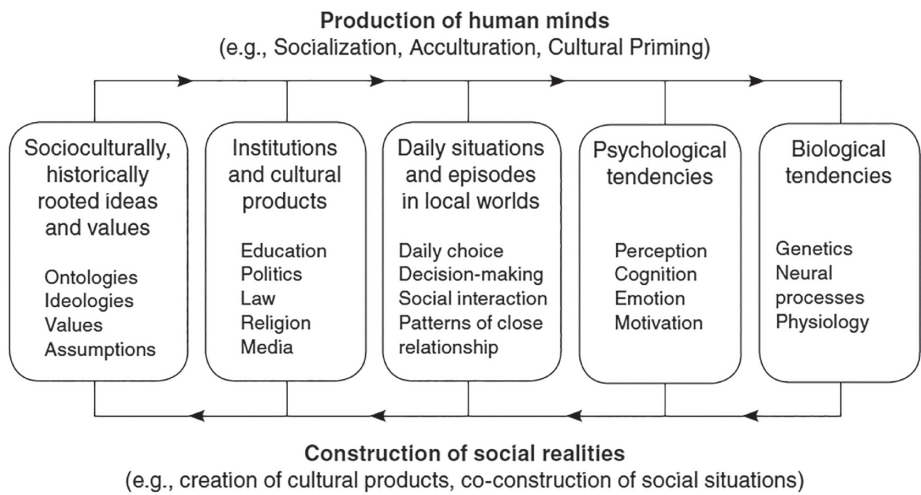 Production of human minds
(e.g., Socialization, Acculturation, Cultural Priming)
Socioculturally,
historically
rooted ideas
and values
Ontologies
Ideologies
Values
Assumptions
Institutions
and cultural
products
Education
Politics
Law
Religion
Media
Daily situations
and episodes
in local worlds
Daily choice
Decision-making
Social interaction
Patterns of close
relationship
Psychological
tendencies
Perception
Cognition
Emotion
Motivation
Biological
tendencies
Genetics
Neural
processes
Physiology
Construction of social realities
(e.g., creation of cultural products, co-construction of social situations)